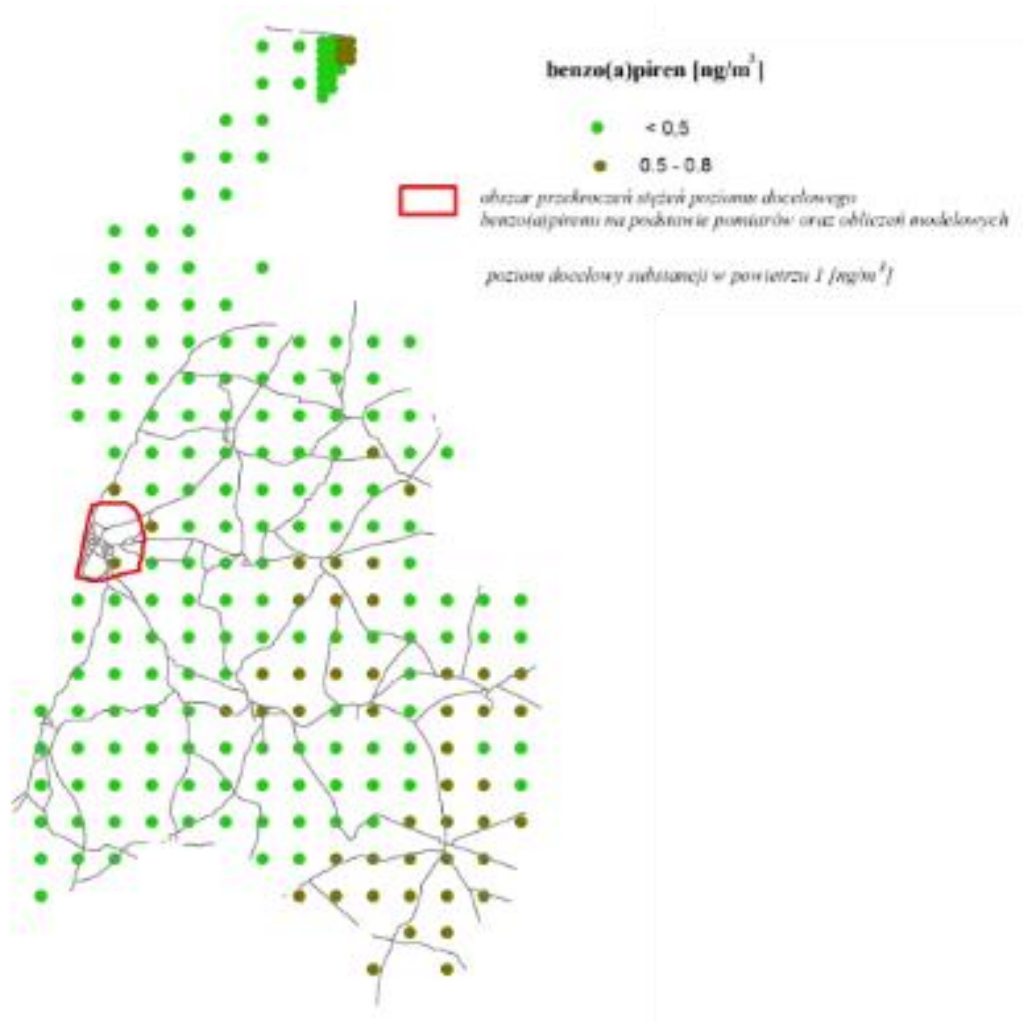 benzo(a)piren [ng/m³]
< 0,5
0.5 - 0.8
obszar przekroczeń stężeń poziomu docelowego
benzo(a)pirenu na podstawie pomiarów oraz obliczeń modelowych
poziom docelowy substancji w powietrzu 1 [ng/m³]